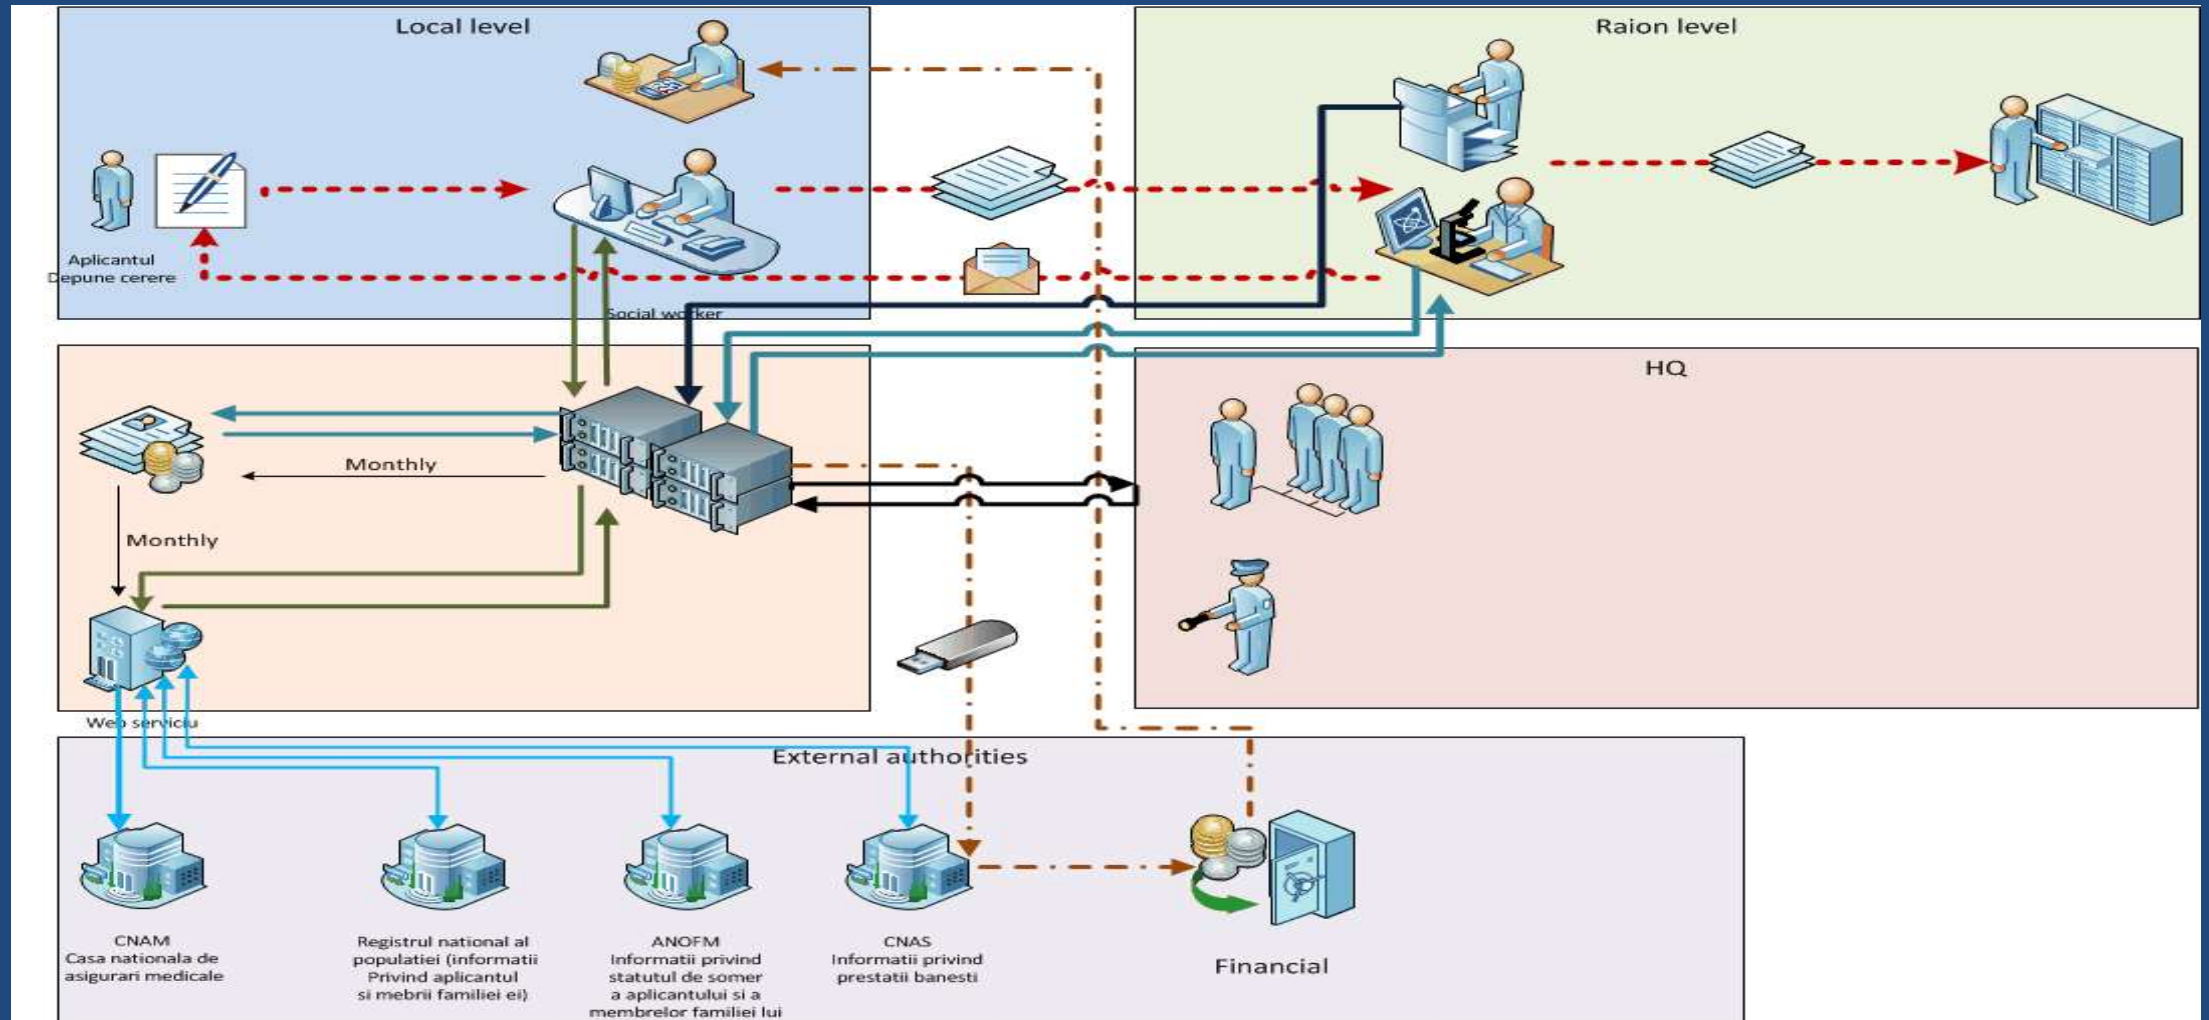 Local level
Raion level
Aplicantul
Depune cerere
Social worker
HQ
Monthly
Monthly
Web serviciu
External authorities
CNAM
Casa nationala de
asigurari medicale
Registrul national al
populatiei (informatii
Privind aplicantul
si mebrii familiei ei)
ANOFM
Informatii privind
statutul de somer
a aplicantului si a
membrelor familiei lui
CNAS
Informatii privind
prestatii banesti
Financial